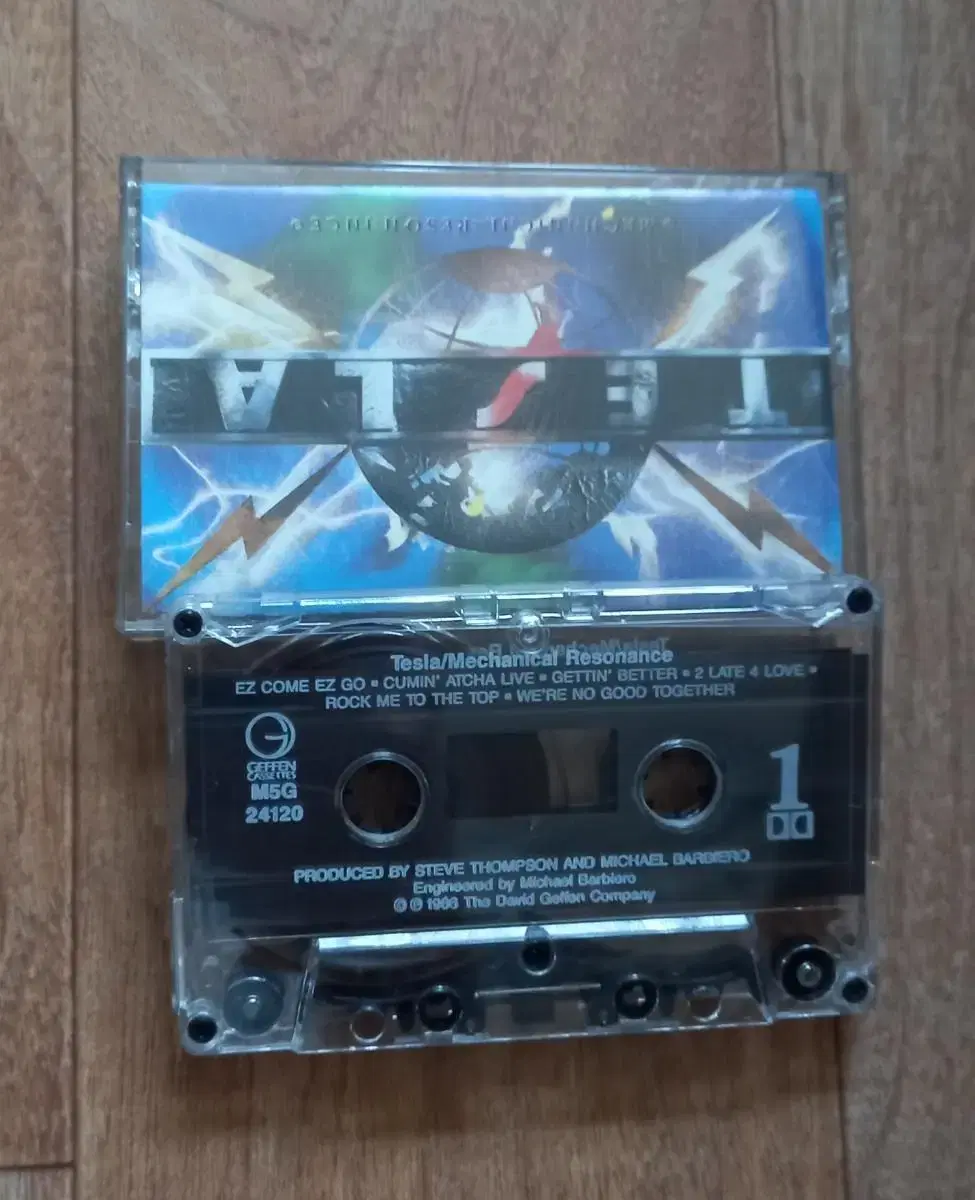 MECHANICAL RESONANCE
TESLA
Tesla/Mechanical Resonance
EZ COME EZ GO • CUMIN' ATCHA LIVE • GETTIN' BETTER • 2 LATE 4 LOVE •
ROCK ME TO THE TOP • WE'RE NO GOOD TOGETHER
GEFFEN
CASSETTES
M5G
24120
1
PRODUCED BY STEVE THOMPSON AND MICHAEL BARBIERO
Engineered by Michael Barbiero
℗ © 1986 The David Geffen Company